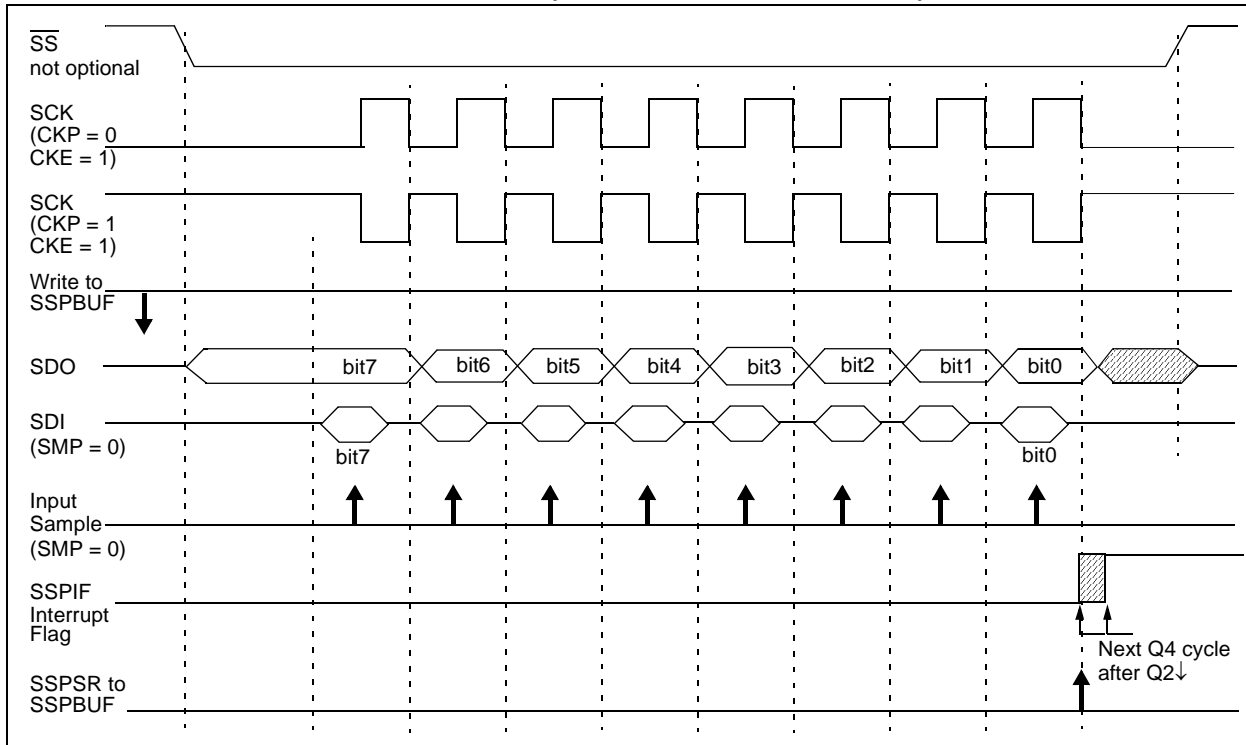 SS
not optional
SCK
(CKP = 0
CKE = 1)
SCK
(CKP = 1
CKE = 1)
Write to
SSPBUF
SDO
bit7 bit6 bit5 bit4 bit3 bit2 bit1 bit0
SDI
(SMP = 0)
bit7 bit0
Input
Sample
(SMP = 0)
SSPIF
Interrupt
Flag
Next Q4 cycle
after Q2↓
SSPSR to
SSPBUF